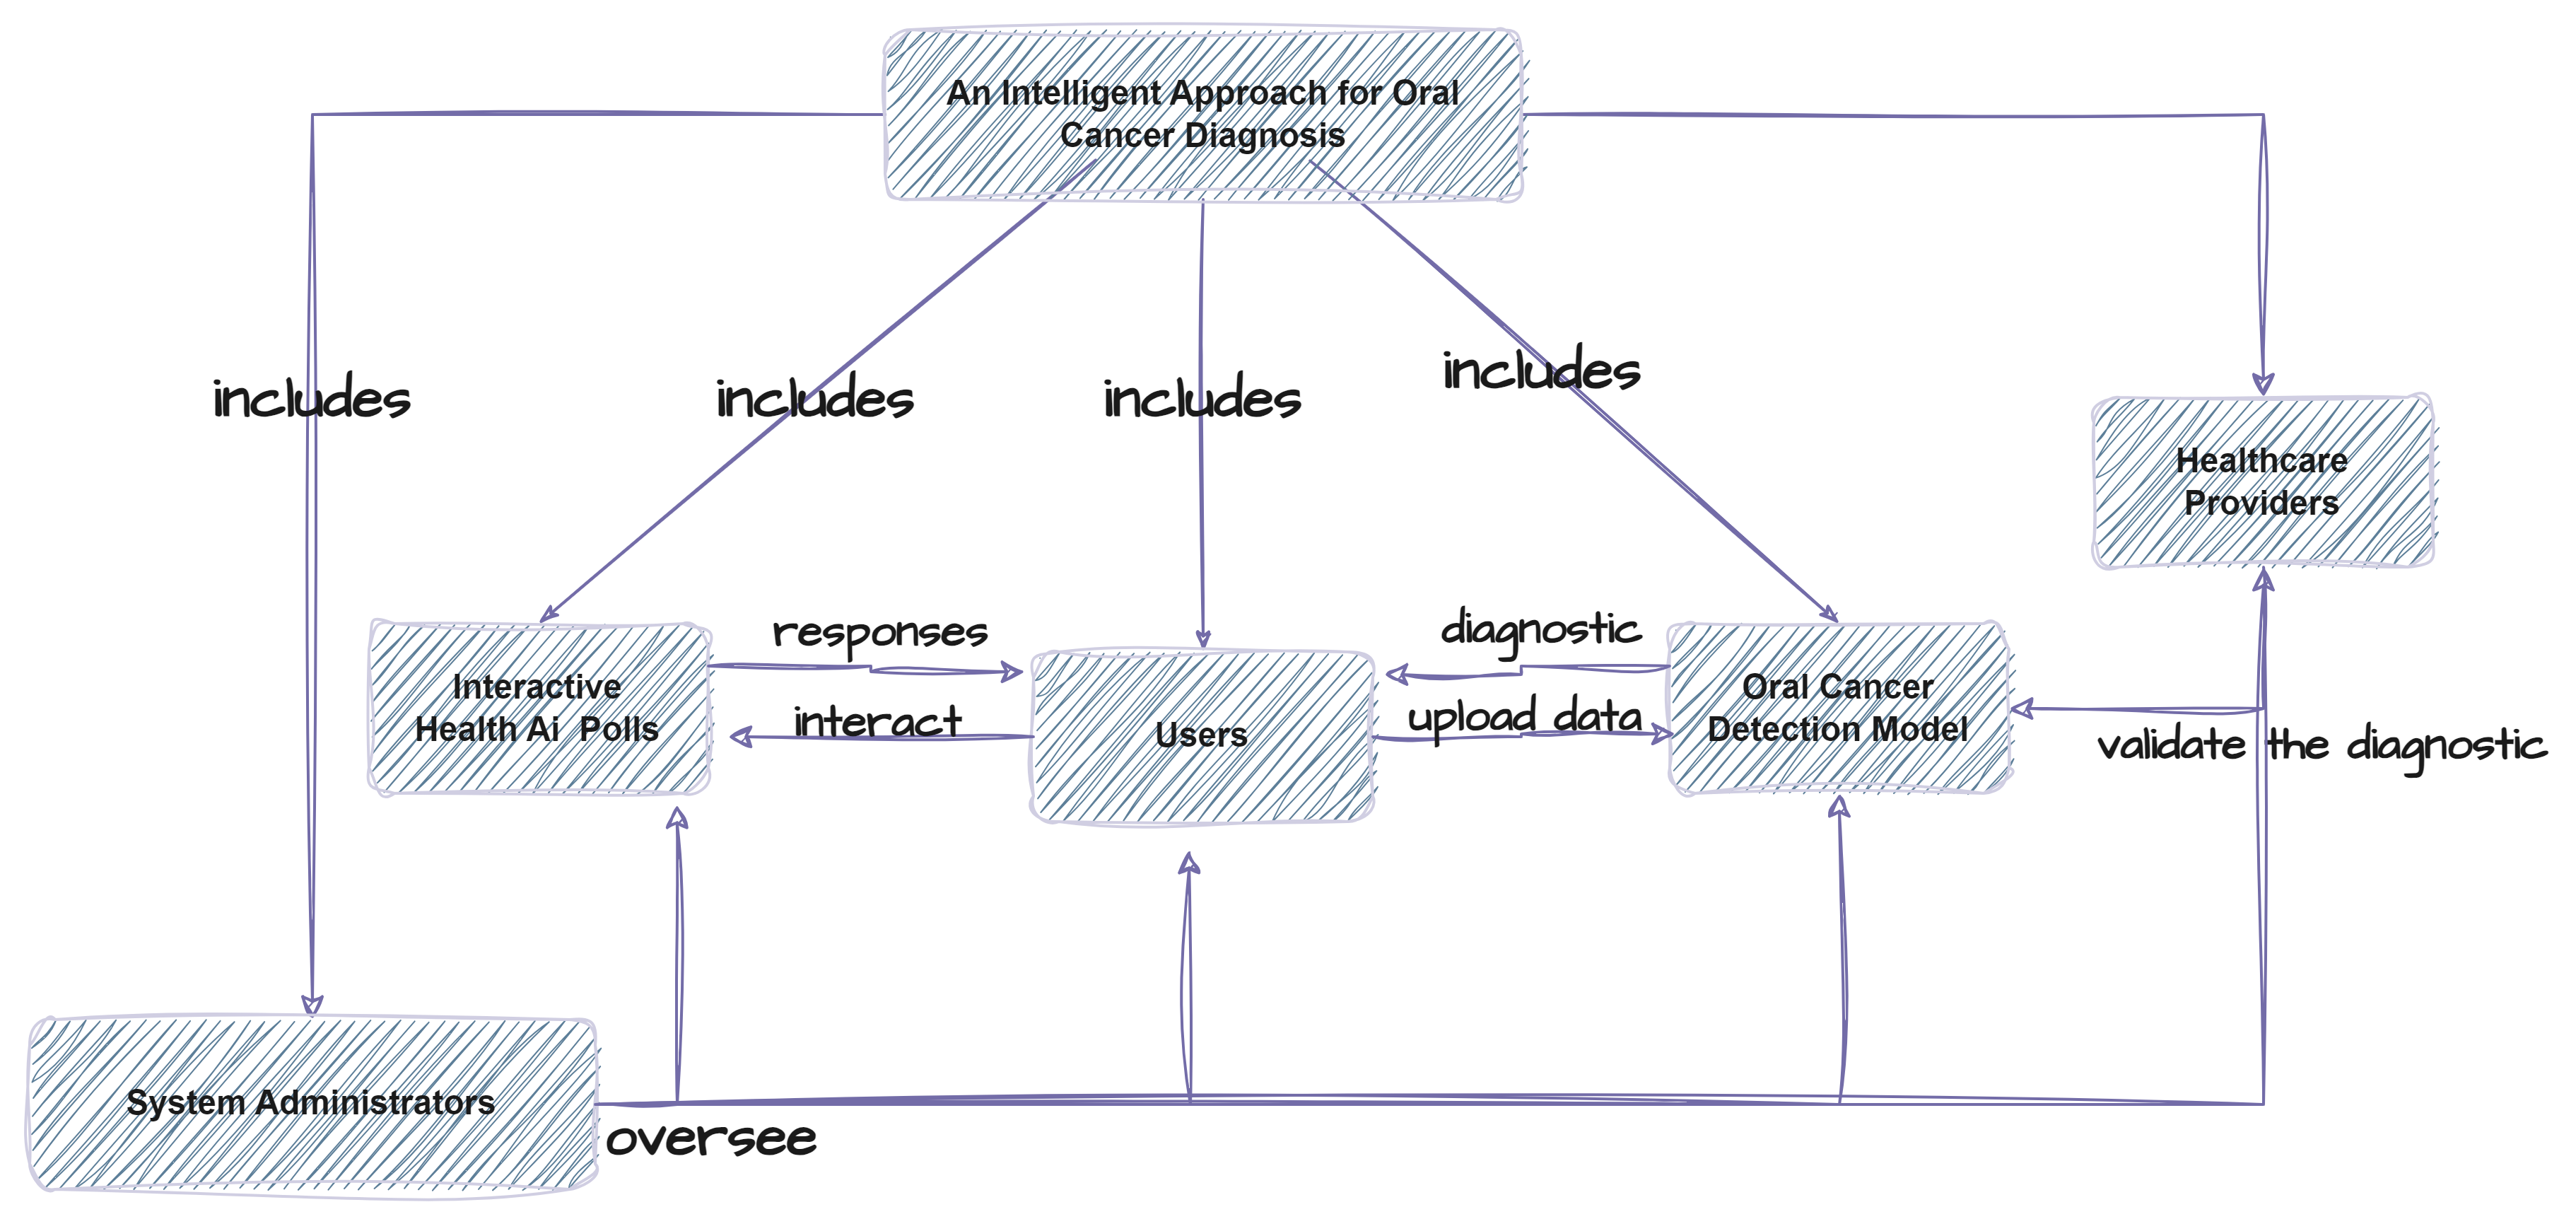 An Intelligent Approach for Oral
Cancer Diagnosis
includes
includes
includes
includes
Healthcare
Providers
responses
diagnostic
Interactive
Health Ai  Polls
interact
Users
upload data
Oral Cancer
Detection Model
validate the diagnostic
System Administrators
oversee